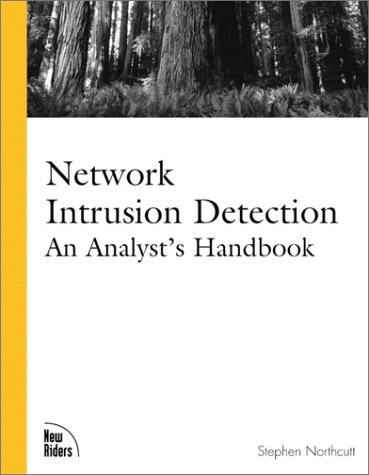 Network
Intrusion Detection
An Analyst's Handbook
New
Riders
Stephen Northcutt